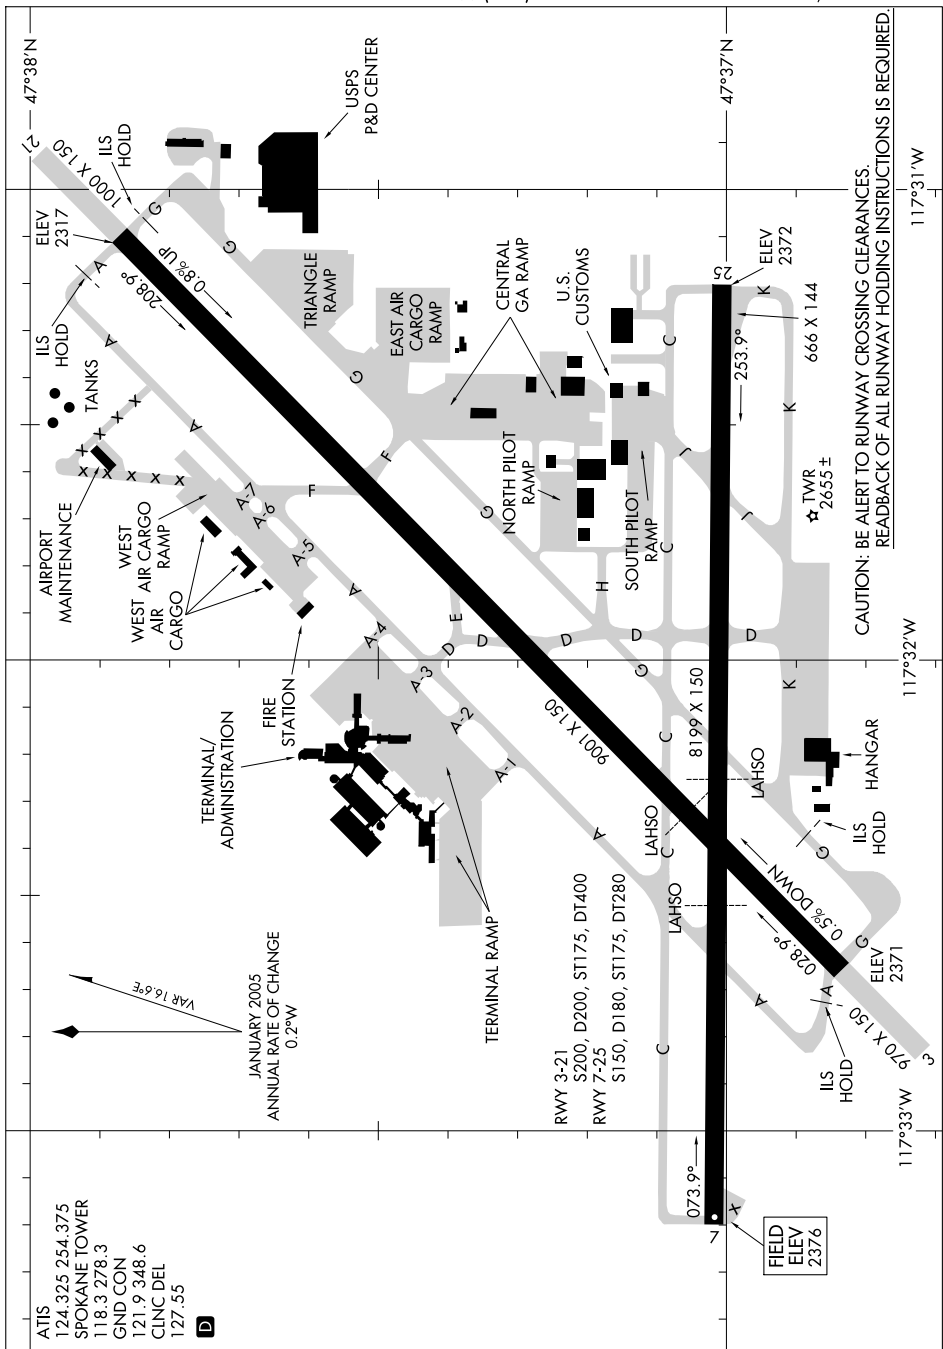 ATIS
124.325 254.375
SPOKANE TOWER
118.3 278.3
GND CON
121.9 348.6
CLNC DEL
127.55
D
VAR 16.6°E
JANUARY 2005
ANNUAL RATE OF CHANGE
0.2°W
47°38'N
47°37'N
117°31'W
117°32'W
117°33'W
21
1000 X 150
ILS
HOLD
G
ELEV
2317
A
ILS
HOLD
208.9°
0.8% UP
A
G
USPS
P&D CENTER
TRIANGLE
RAMP
TANKS
X
X
X
X
X
X
X
X
AIRPORT
MAINTENANCE
A
G
EAST AIR
CARGO
RAMP
CENTRAL
GA RAMP
U.S.
CUSTOMS
WEST
AIR CARGO
RAMP
WEST
AIR
CARGO
A-7
A-6
A-5
F
F
G
NORTH PILOT
RAMP
SOUTH PILOT
RAMP
FIRE
STATION
A
A-4
A-3
A-2
A-1
E
D
D
D
D
D
H
G
TERMINAL/
ADMINISTRATION
TERMINAL RAMP
9001 X 150
A
C
C
C
C
C
J
J
K
K
K
25
ELEV
2372
253.9°
666 X 144
TWR
2655 ±
8199 X 150
LAHSO
LAHSO
LAHSO
HANGAR
ILS
HOLD
G
0.5% DOWN
028.9°
G
ELEV
2371
A
A
970 X 150
3
ILS
HOLD
RWY 3-21
S200, D200, ST175, DT400
RWY 7-25
S150, D180, ST175, DT280
073.9°
7
X
FIELD
ELEV
2376
CAUTION: BE ALERT TO RUNWAY CROSSING CLEARANCES.
READBACK OF ALL RUNWAY HOLDING INSTRUCTIONS IS REQUIRED.